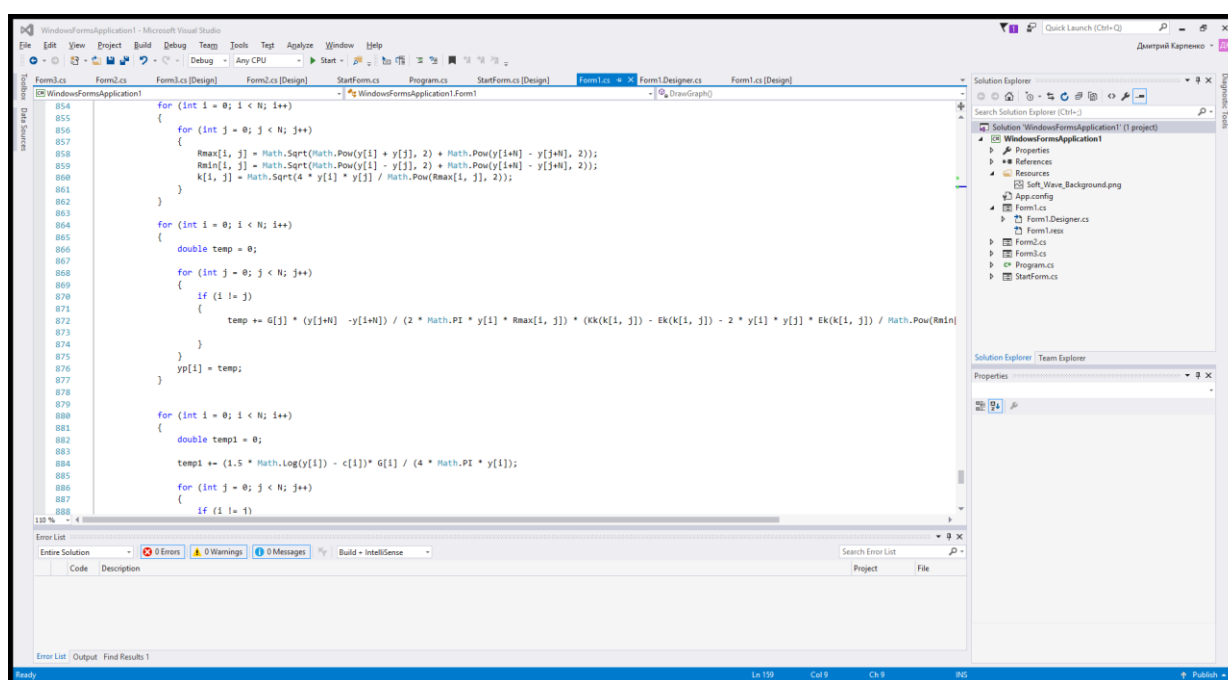 WindowsFormsApplication1 - Microsoft Visual Studio
Quick Launch (Ctrl+Q)
File Edit View Project Build Debug Team Tools Test Analyze Window Help
Дмитрий Карпенко
Debug Any CPU Start
Toolbox
Data Sources
Form3.cs Form2.cs Form3.cs [Design] Form2.cs [Design] StartForm.cs Program.cs StartForm.cs [Design] Form1.cs Form1.Designer.cs Form1.cs [Design]
WindowsFormsApplication1 WindowsFormsApplication1.Form1 DrawGraph()
854 for (int i = 0; i < N; i++)
855 {
856 for (int j = 0; j < N; j++)
857 {
858 Rmax[i, j] = Math.Sqrt(Math.Pow(y[i] + y[j], 2) + Math.Pow(y[i+N] - y[j+N], 2));
859 Rmin[i, j] = Math.Sqrt(Math.Pow(y[i] - y[j], 2) + Math.Pow(y[i+N] - y[j+N], 2));
860 k[i, j] = Math.Sqrt(4 * y[i] * y[j] / Math.Pow(Rmax[i, j], 2));
861 }
862 }
863
864 for (int i = 0; i < N; i++)
865 {
866 double temp = 0;
867
868 for (int j = 0; j < N; j++)
869 {
870 if (i != j)
871 {
872 temp += G[j] * (y[j+N] -y[i+N]) / (2 * Math.PI * y[i] * Rmax[i, j]) * (Kk(k[i, j]) - Ek(k[i, j]) - 2 * y[i] * y[j] * Ek(k[i, j]) / Math.Pow(Rmin[
873
874 }
875 }
876 yp[i] = temp;
877 }
878
879
880 for (int i = 0; i < N; i++)
881 {
882 double temp1 = 0;
883
884 temp1 += (1.5 * Math.Log(y[i]) - c[i])* G[i] / (4 * Math.PI * y[i]);
885
886 for (int j = 0; j < N; j++)
887 {
888 if (i != j)
110 %
Error List
Entire Solution 0 Errors 0 Warnings 0 Messages Build + IntelliSense Search Error List
Code Description Project File
Error List Output Find Results 1
Solution Explorer
Search Solution Explorer (Ctrl+;)
Solution 'WindowsFormsApplication1' (1 project)
WindowsFormsApplication1
Properties
References
Resources
Soft_Wave_Background.png
App.config
Form1.cs
Form1.Designer.cs
Form1.resx
Form2.cs
Form3.cs
Program.cs
StartForm.cs
Solution Explorer Team Explorer
Properties
Diagnostic Tools
Ready Ln 159 Col 9 Ch 9 INS Publish